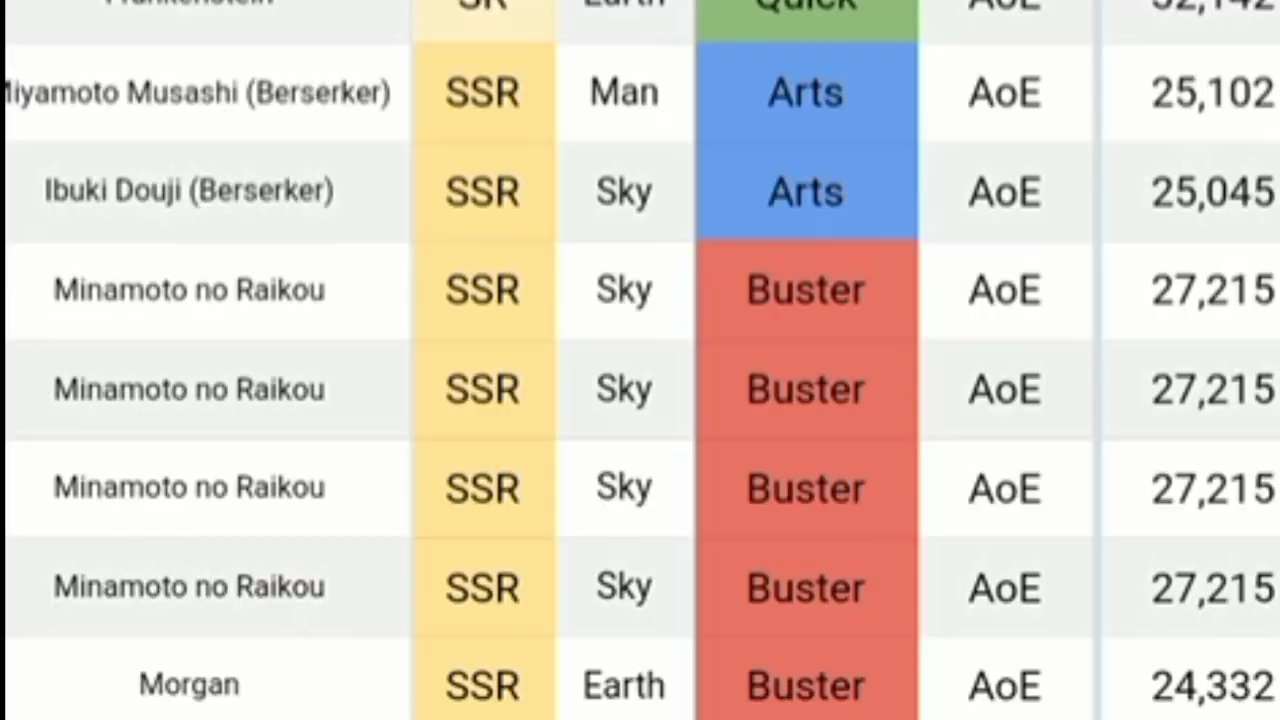 Frankenstein SR Earth Quick AoE 32,142
Miyamoto Musashi (Berserker) SSR Man Arts AoE 25,102
Ibuki Douji (Berserker) SSR Sky Arts AoE 25,045
Minamoto no Raikou SSR Sky Buster AoE 27,215
Minamoto no Raikou SSR Sky Buster AoE 27,215
Minamoto no Raikou SSR Sky Buster AoE 27,215
Minamoto no Raikou SSR Sky Buster AoE 27,215
Morgan SSR Earth Buster AoE 24,332